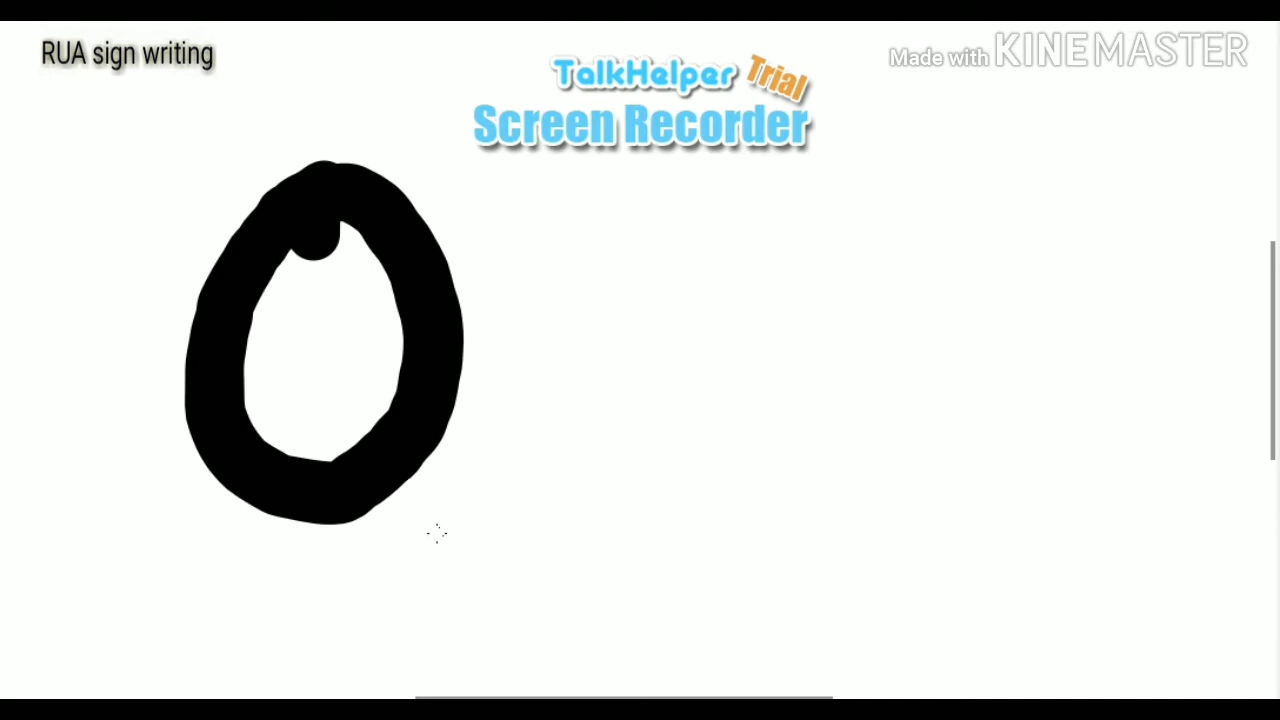 RUA sign writing
TalkHelper Trial
Screen Recorder
Made with KINEMASTER
O